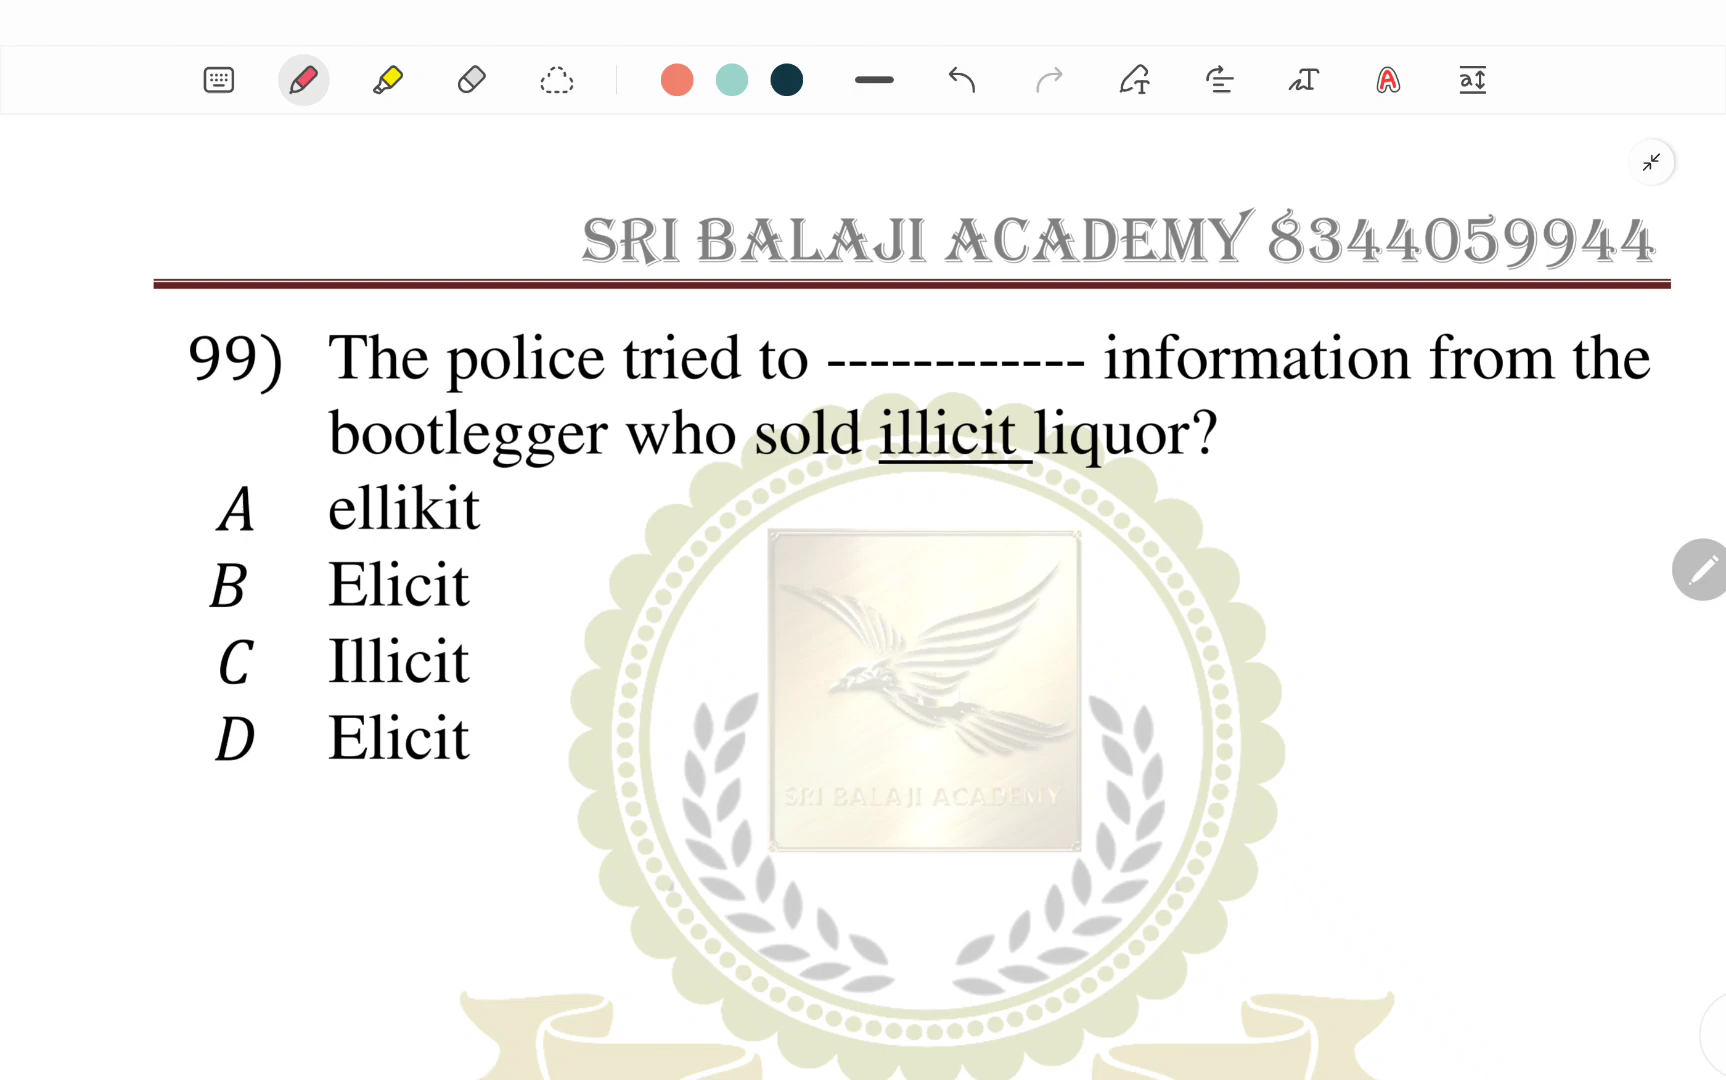 SRI BALAJI ACADEMY 8344059944
99) The police tried to ------------ information from the
bootlegger who sold illicit liquor?
A ellikit
B Elicit
C Illicit
D Elicit
SRI BALAJI ACADEMY